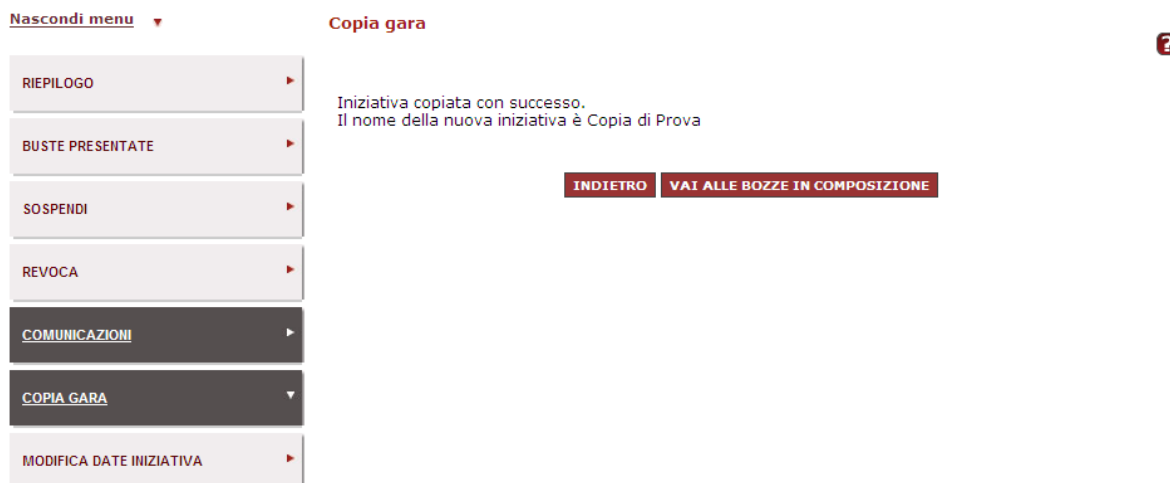 Nascondi menu
RIEPILOGO
BUSTE PRESENTATE
SOSPENDI
REVOCA
COMUNICAZIONI
COPIA GARA
MODIFICA DATE INIZIATIVA
Copia gara
?
Iniziativa copiata con successo.
Il nome della nuova iniziativa è Copia di Prova
INDIETRO VAI ALLE BOZZE IN COMPOSIZIONE